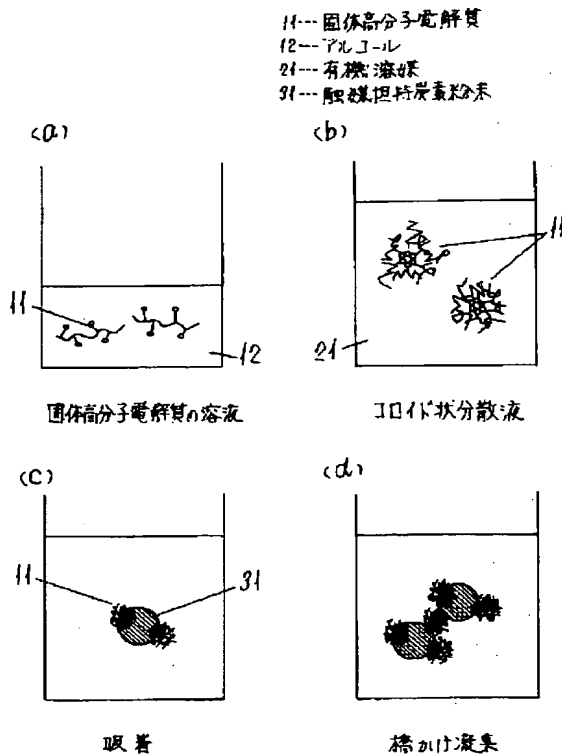 11---固体高分子電解質
12---アルコール
21---有機溶媒
31---触媒担持炭素粉末
(a)
(b)
11
11
12
21
固体高分子電解質の溶液
コロイド状分散液
(c)
(d)
11
31
吸着
橋かけ凝集